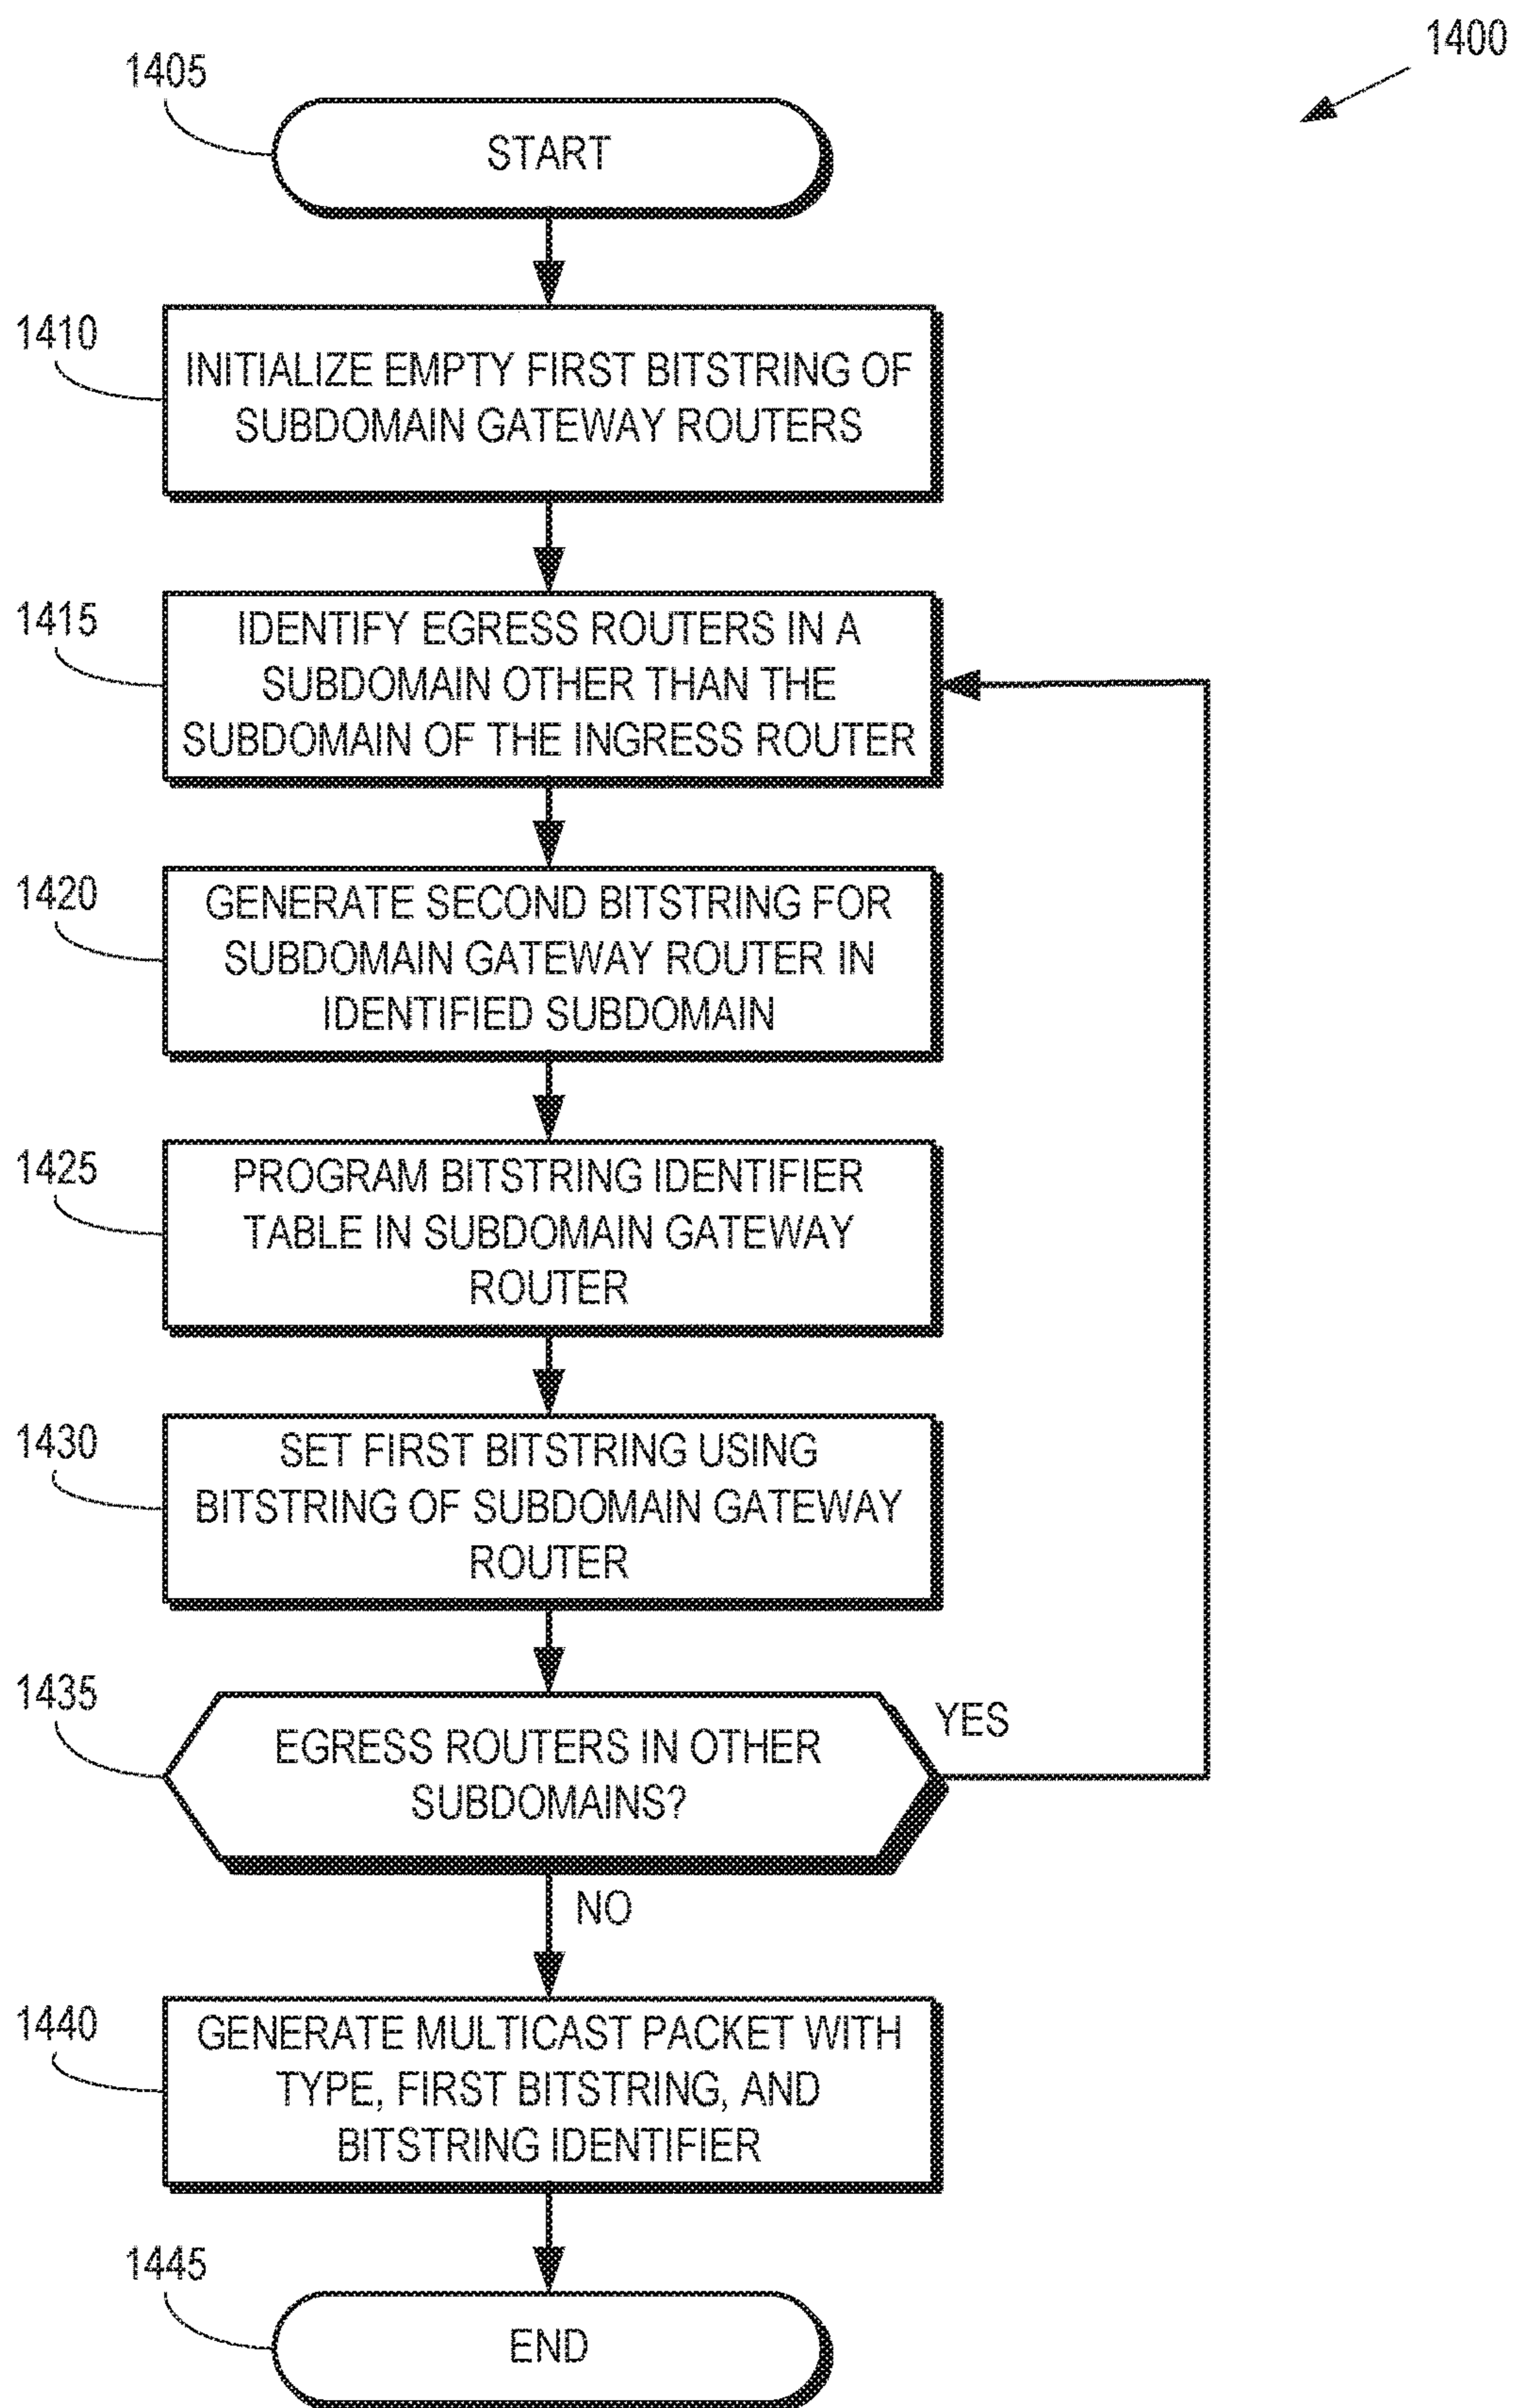 1400
1405
START
1410
INITIALIZE EMPTY FIRST BITSTRING OF
SUBDOMAIN GATEWAY ROUTERS
1415
IDENTIFY EGRESS ROUTERS IN A
SUBDOMAIN OTHER THAN THE
SUBDOMAIN OF THE INGRESS ROUTER
1420
GENERATE SECOND BITSTRING FOR
SUBDOMAIN GATEWAY ROUTER IN
IDENTIFIED SUBDOMAIN
1425
PROGRAM BITSTRING IDENTIFIER
TABLE IN SUBDOMAIN GATEWAY
ROUTER
1430
SET FIRST BITSTRING USING
BITSTRING OF SUBDOMAIN GATEWAY
ROUTER
1435
EGRESS ROUTERS IN OTHER
SUBDOMAINS?
YES
NO
1440
GENERATE MULTICAST PACKET WITH
TYPE, FIRST BITSTRING, AND
BITSTRING IDENTIFIER
1445
END